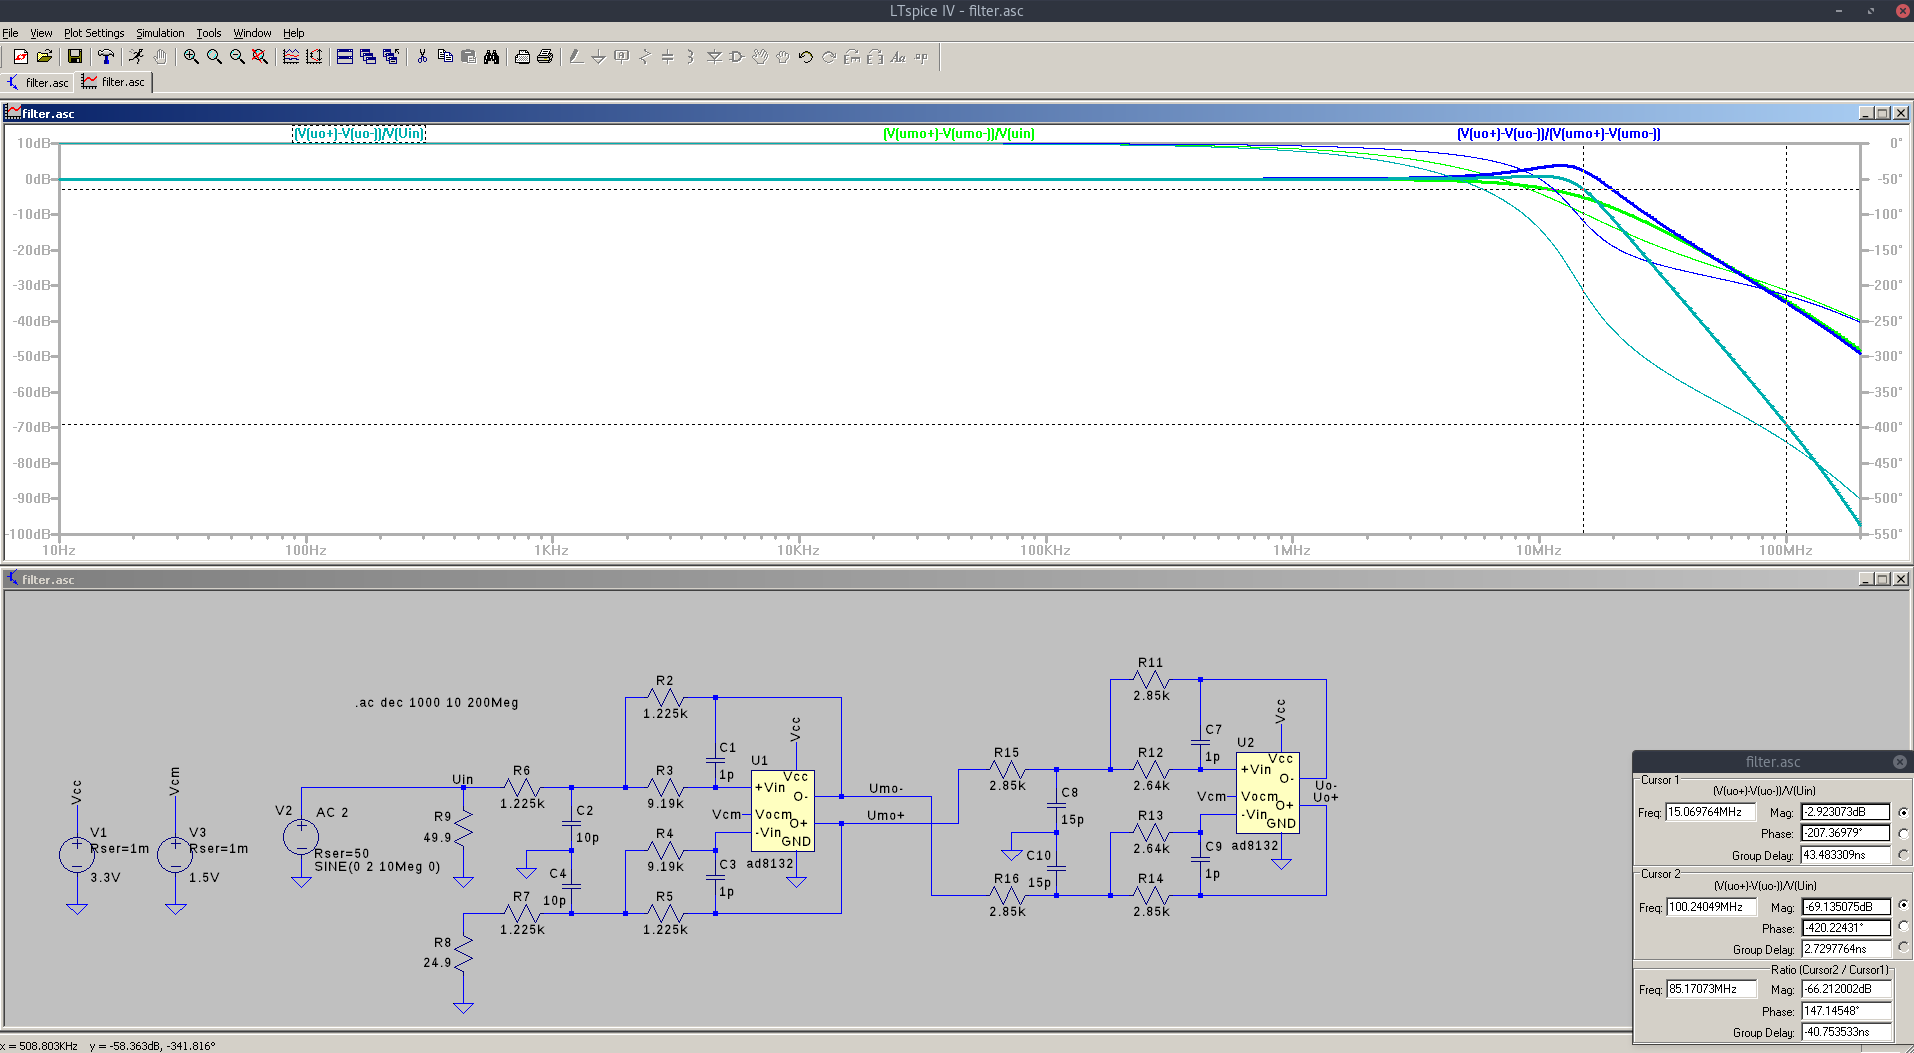 LTspice IV - filter.asc
File View Plot Settings Simulation Tools Window Help
filter.asc filter.asc
filter.asc
(V(uo+)-V(uo-))/V(Uin) (V(umo+)-V(umo-))/V(uin) (V(uo+)-V(uo-))/(V(umo+)-V(umo-))
10dB 0°
0dB -50°
-10dB -100°
-20dB -150°
-30dB -200°
-40dB -250°
-50dB -300°
-60dB -350°
-70dB -400°
-80dB -450°
-90dB -500°
-100dB -550°
10Hz 100Hz 1KHz 10KHz 100KHz 1MHz 10MHz 100MHz
filter.asc
.ac dec 1000 10 200Meg
Vcc
V1
Rser=1m
3.3V
Vcm
V3
Rser=1m
1.5V
V2
AC 2
Rser=50
SINE(0 2 10Meg 0)
Uin
R9
49.9
R8
24.9
R6
1.225k
R7
1.225k
C2
10p
C4
10p
R2
1.225k
R3
9.19k
R4
9.19k
R5
1.225k
C1
1p
C3
1p
U1
Vcc
Vcc
+Vin
O-
Vcm
Vocm
O+
-Vin
GND
ad8132
Umo-
Umo+
R15
2.85k
R16
2.85k
C8
15p
C10
15p
R11
2.85k
R12
2.64k
R13
2.64k
R14
2.85k
C7
1p
C9
1p
U2
Vcc
Vcc
+Vin
O-
Vcm
Vocm
O+
-Vin
GND
ad8132
Uo-
Uo+
filter.asc
Cursor 1
(V(uo+)-V(uo-))/V(Uin)
Freq: 15.069764MHz Mag: -2.923073dB
Phase: -207.36979°
Group Delay: 43.483309ns
Cursor 2
(V(uo+)-V(uo-))/V(Uin)
Freq: 100.24049MHz Mag: -69.135075dB
Phase: -420.22431°
Group Delay: 2.7297764ns
Ratio (Cursor2 / Cursor1)
Freq: 85.17073MHz Mag: -66.212002dB
Phase: 147.14548°
Group Delay: -40.753533ns
x = 508.803KHz y = -58.363dB, -341.816°